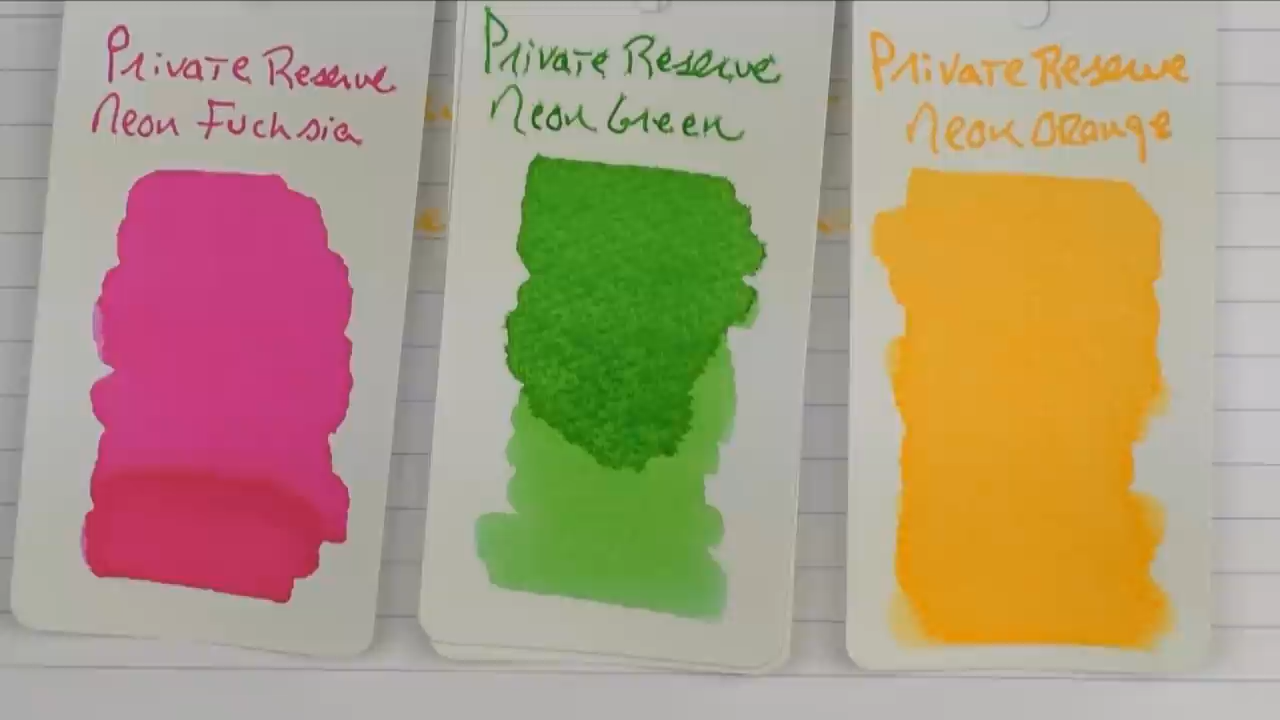 Private Reserve
Neon Fuchsia
Private Reserve
Neon Green
Private Reserve
Neon Orange